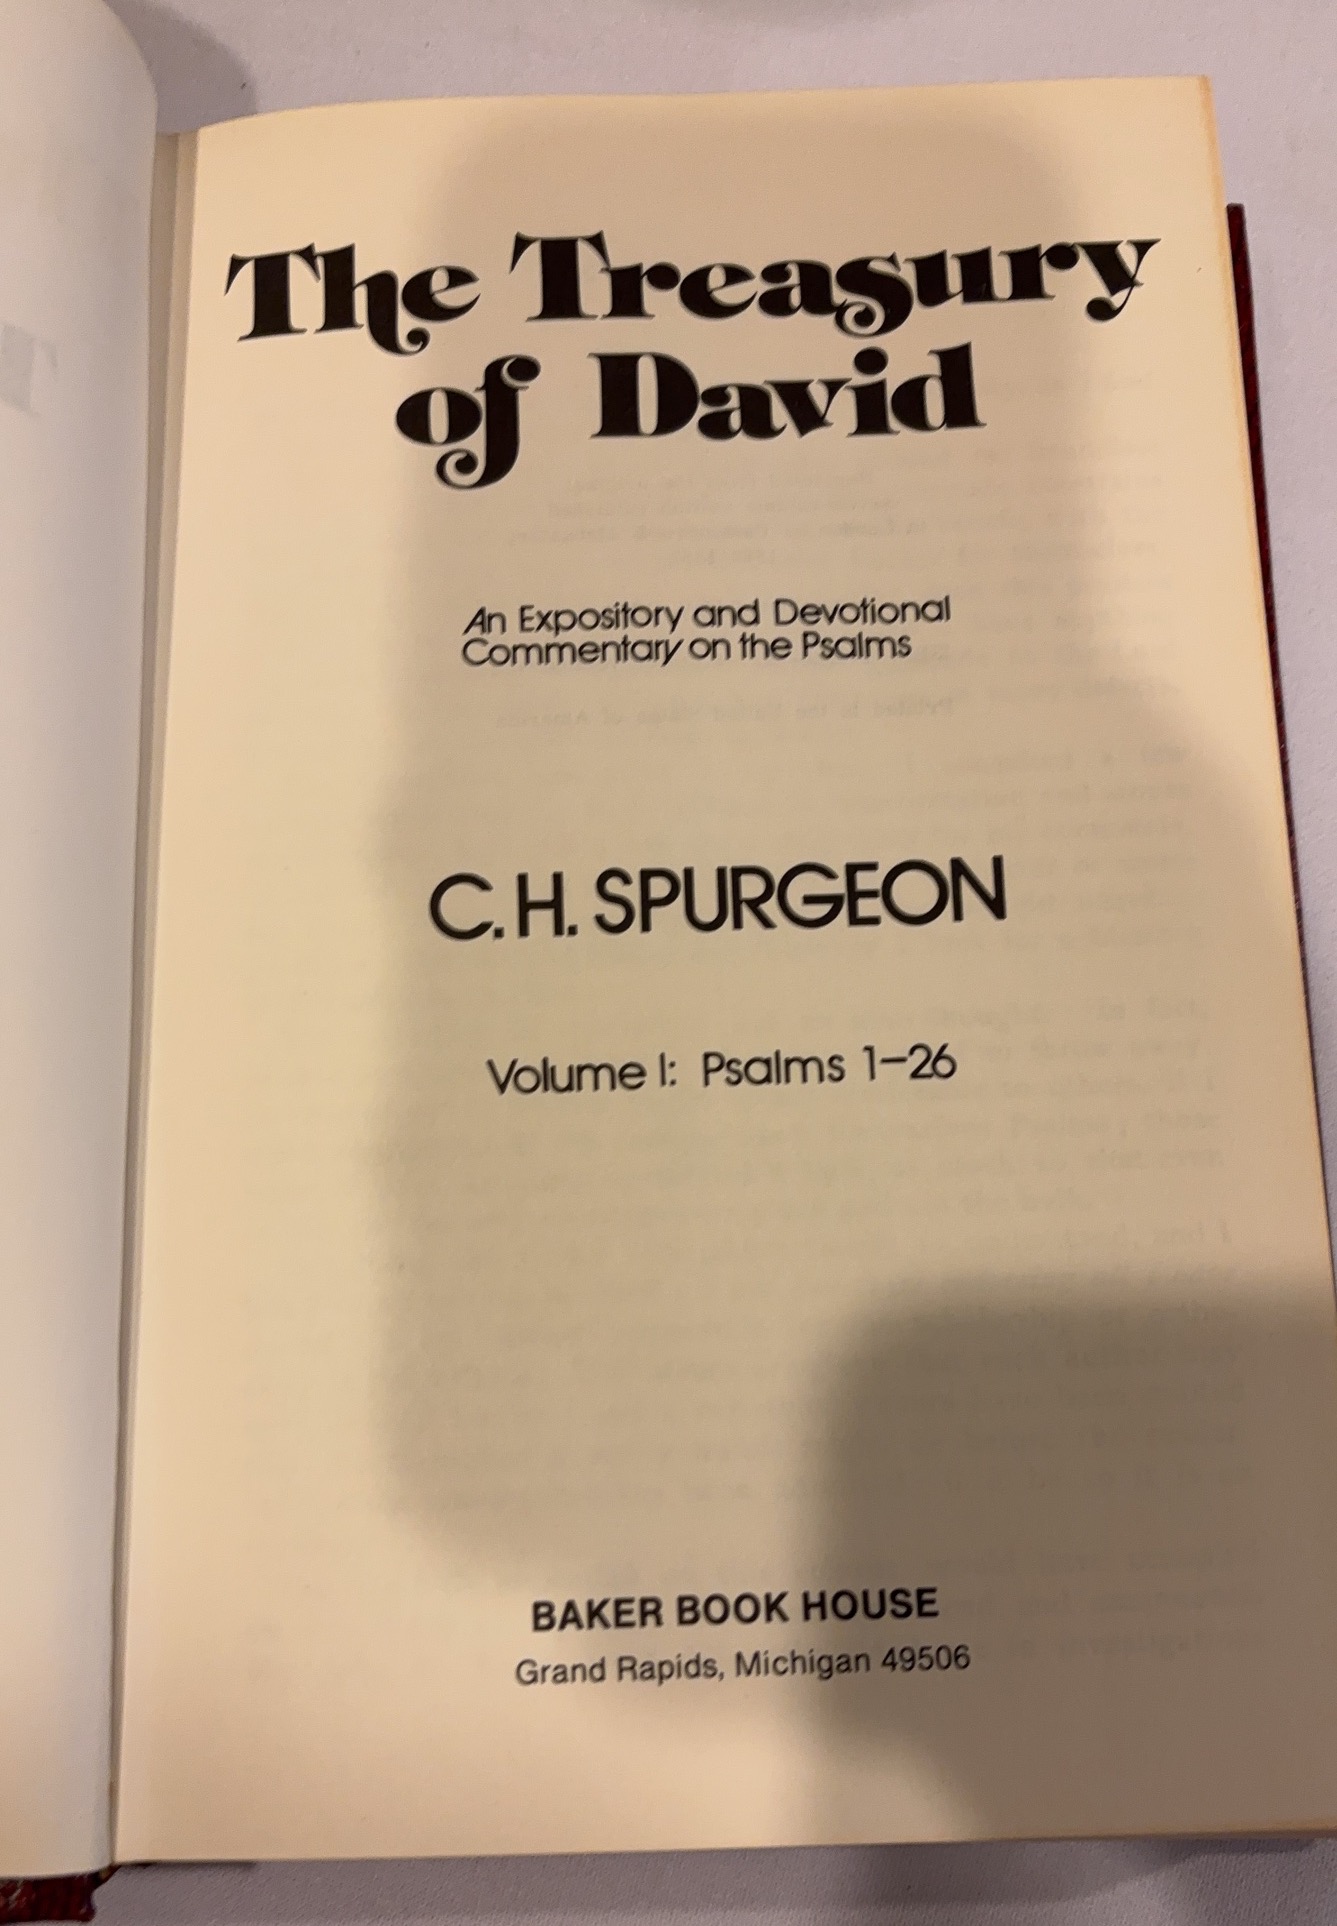 The Treasury
of David
An Expository and Devotional
Commentary on the Psalms
C. H. SPURGEON
Volume I: Psalms 1–26
BAKER BOOK HOUSE
Grand Rapids, Michigan 49506